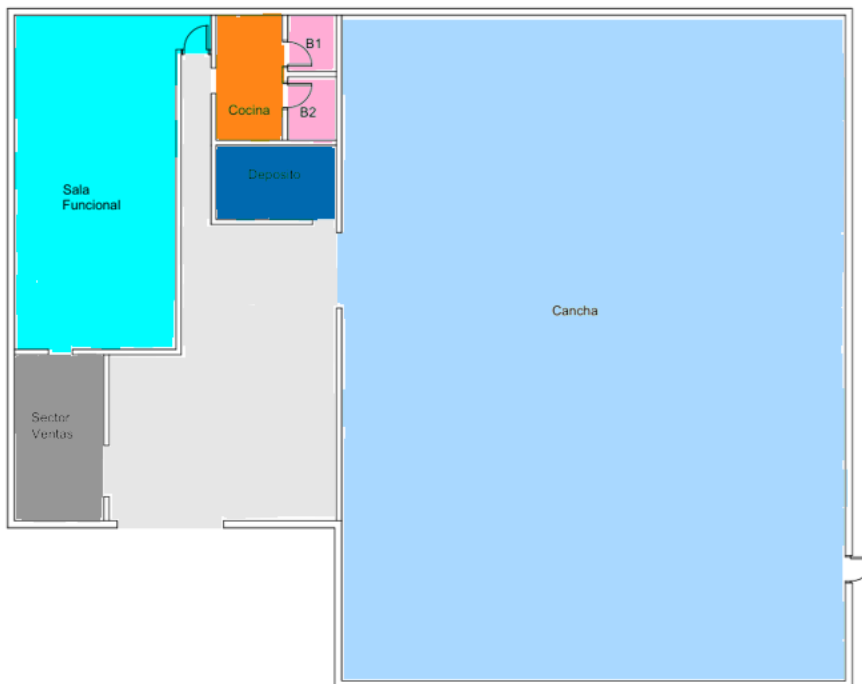 B1
Cocina
B2
Deposito
Sala
Funcional
Cancha
Sector
Ventas